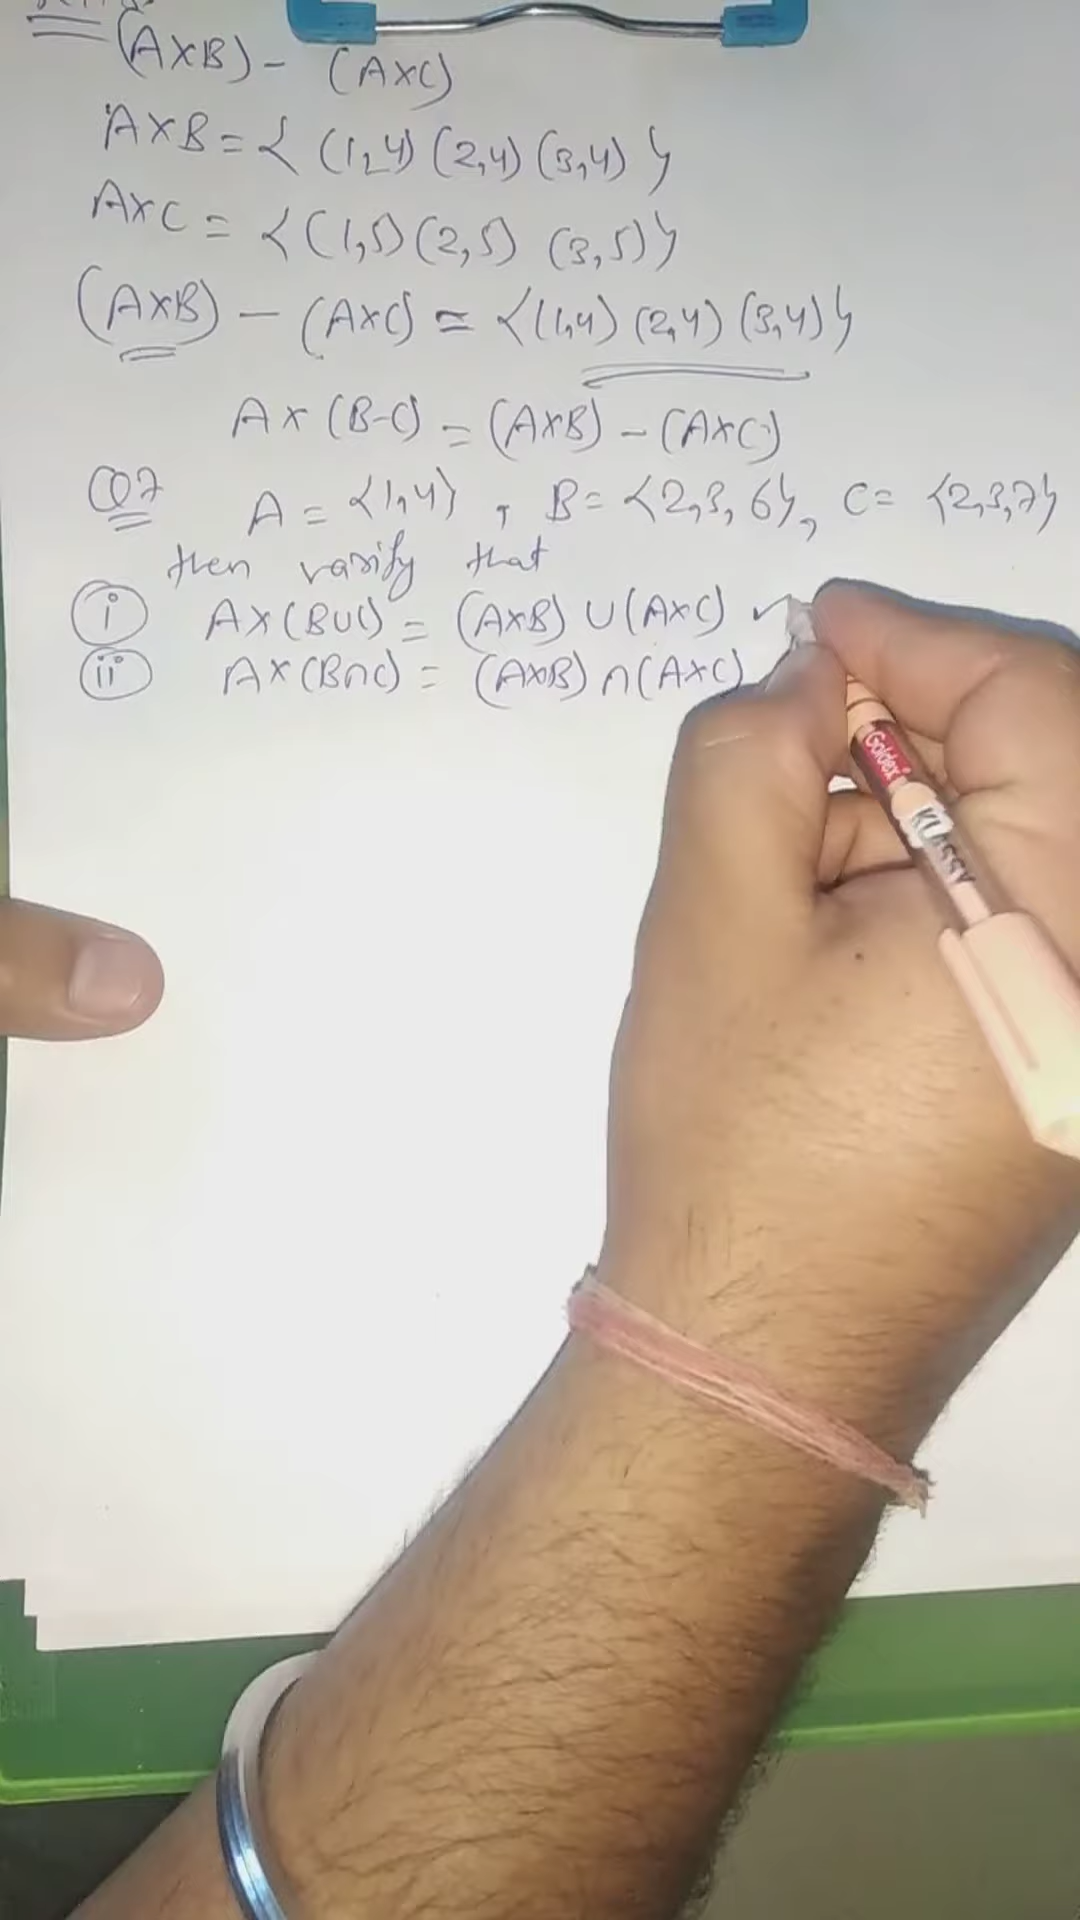 (A×B) - (A×C)
A×B = { (1,4) (2,4) (3,4) }
A×C = { (1,5) (2,5) (3,5) }
(A×B) - (A×C) = { (1,4) (2,4) (3,4) }
A×(B-C) = (A×B) - (A×C)
Q7 A = {1,4} , B = {2,3,6}, C = {2,3,7}
then varify that
i A×(B∪C) = (A×B) ∪ (A×C) ✓
ii A×(B∩C) = (A×B) ∩ (A×C)
Goldex
KLASSY